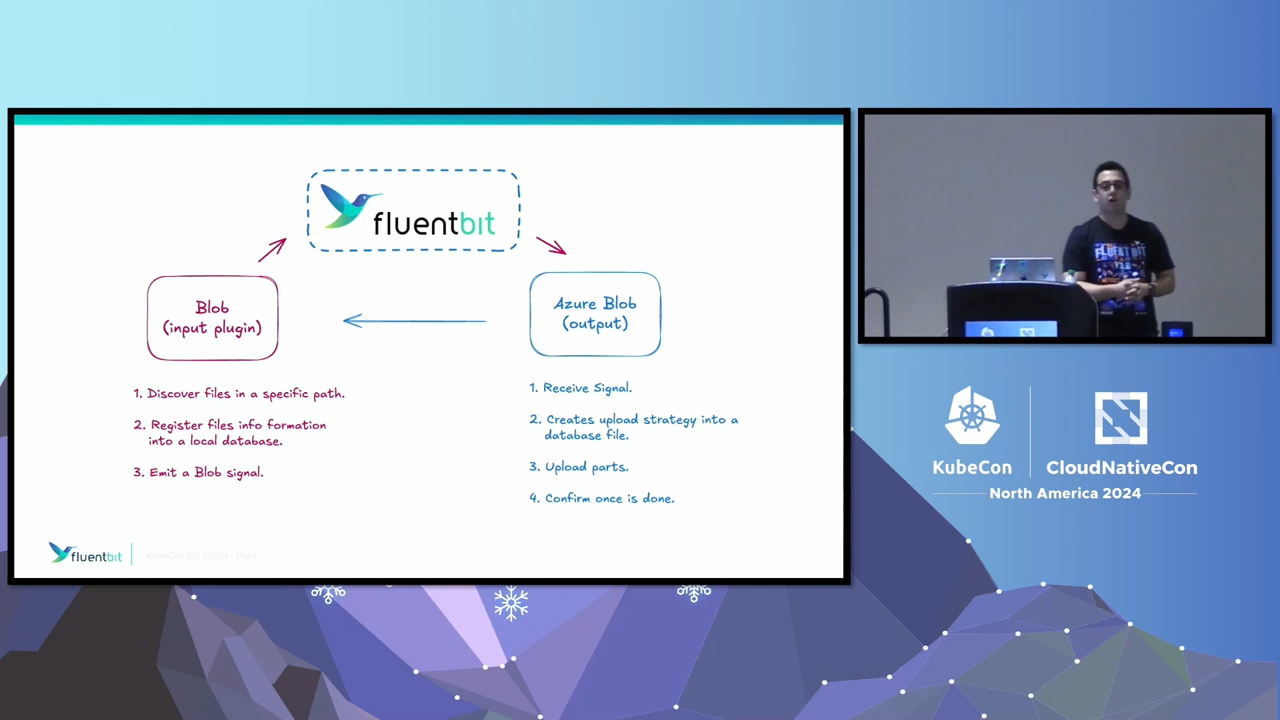 fluentbit
Blob
(input plugin)
Azure Blob
(output)
1. Discover files in a specific path.
2. Register files info formation
into a local database.
3. Emit a Blob signal.
1. Receive Signal.
2. Creates upload strategy into a
database file.
3. Upload parts.
4. Confirm once is done.
fluentbit
FLUENT BIT
KubeCon
CloudNativeCon
North America 2024